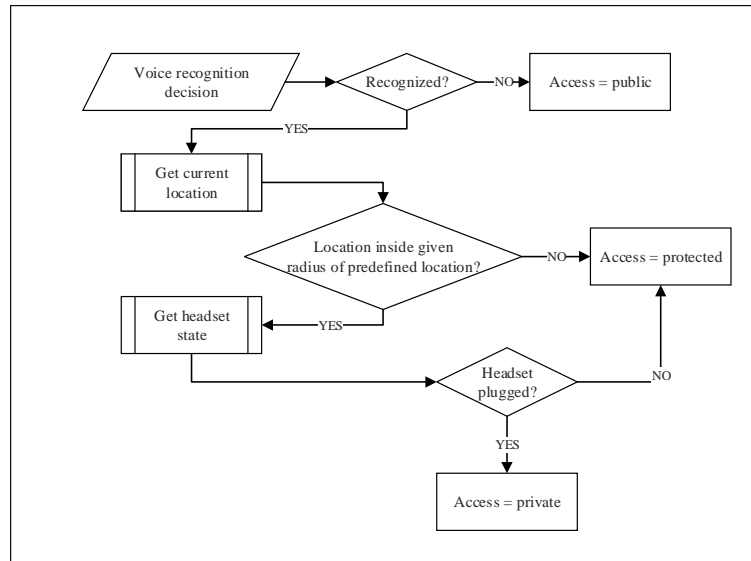 Voice recognition
decision
Recognized?
NO
Access = public
YES
Get current
location
Location inside given
radius of predefined location?
NO
Access = protected
Get headset
state
YES
Headset
plugged?
NO
YES
Access = private